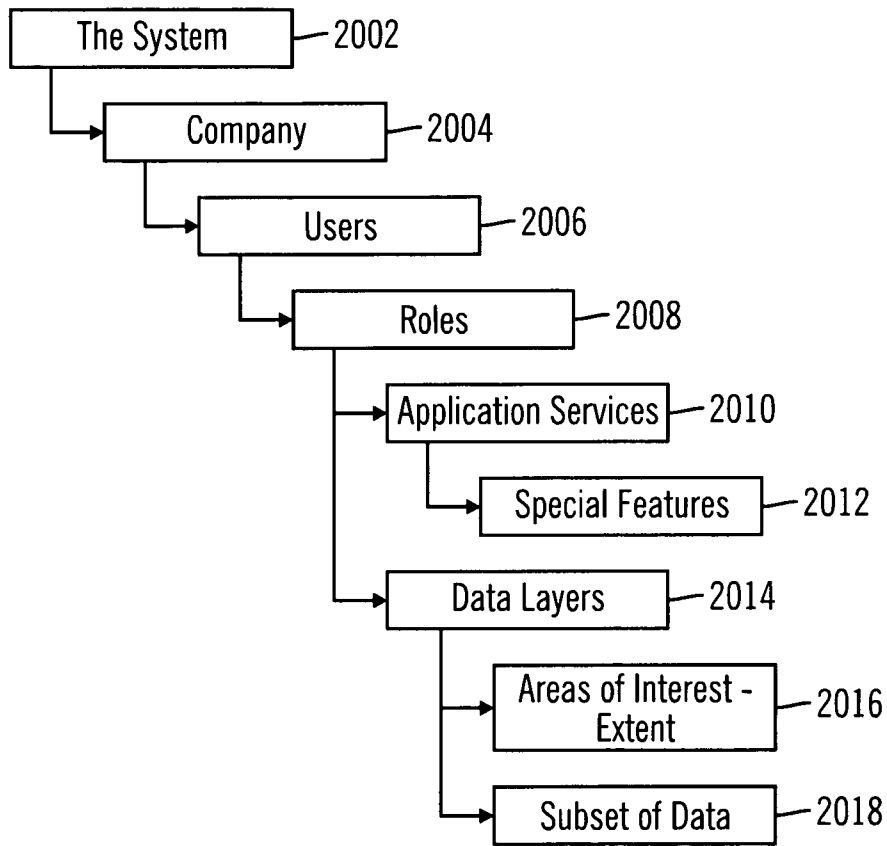 The System 2002
Company 2004
Users 2006
Roles 2008
Application Services 2010
Special Features 2012
Data Layers 2014
Areas of Interest -
Extent 2016
Subset of Data 2018